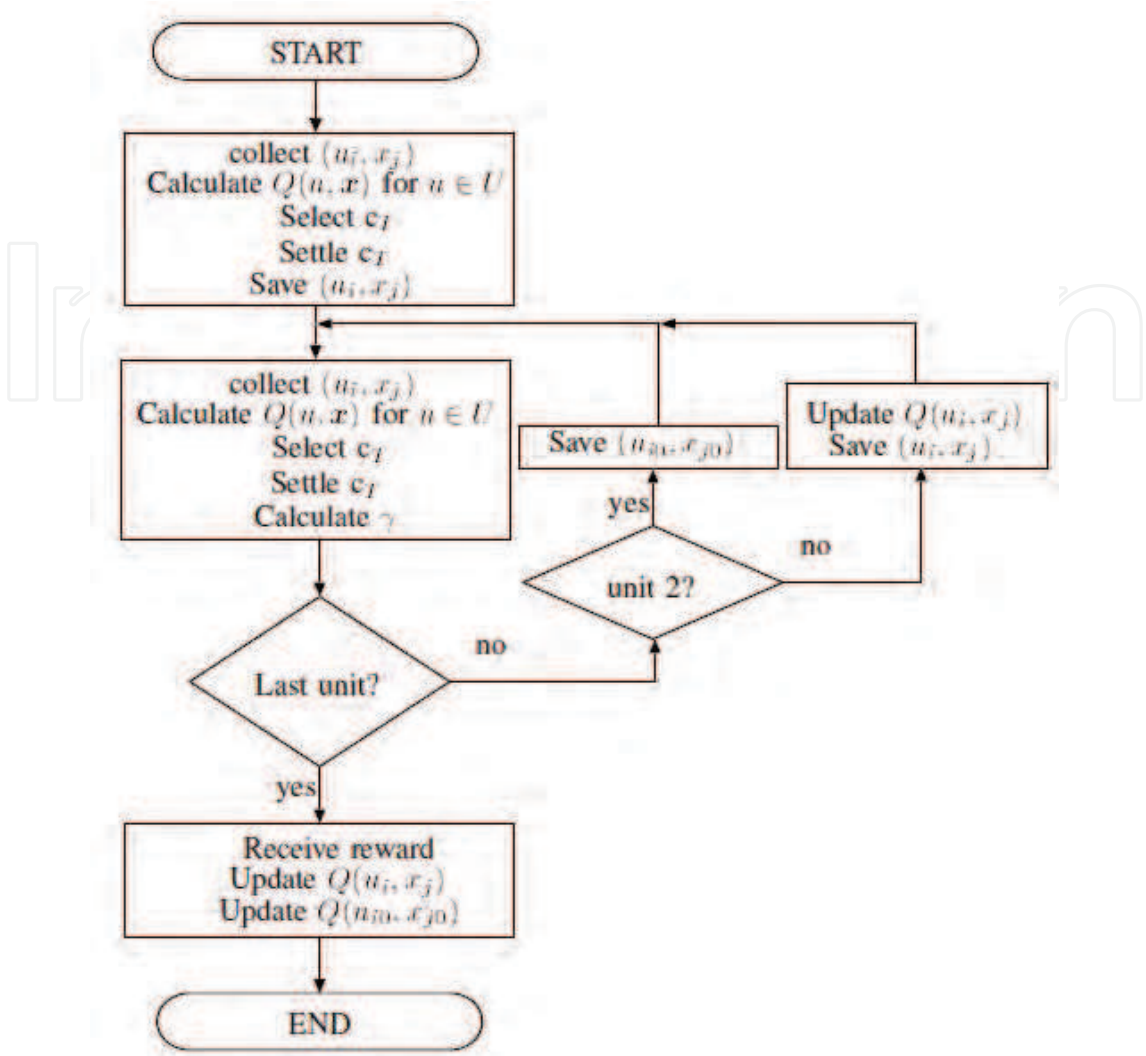 START
collect (u_i, x_j)
Calculate Q(u, x) for u ∈ U
Select c_I
Settle c_I
Save (u_i, x_j)
collect (u_i, x_j)
Calculate Q(u, x) for u ∈ U
Select c_I
Settle c_I
Calculate γ
Save (u_i0, x_j0)
Update Q(u_i, x_j)
Save (u_i, x_j)
yes
unit 2?
no
Last unit?
no
yes
Receive reward
Update Q(u_i, x_j)
Update Q(u_i0, x_j0)
END